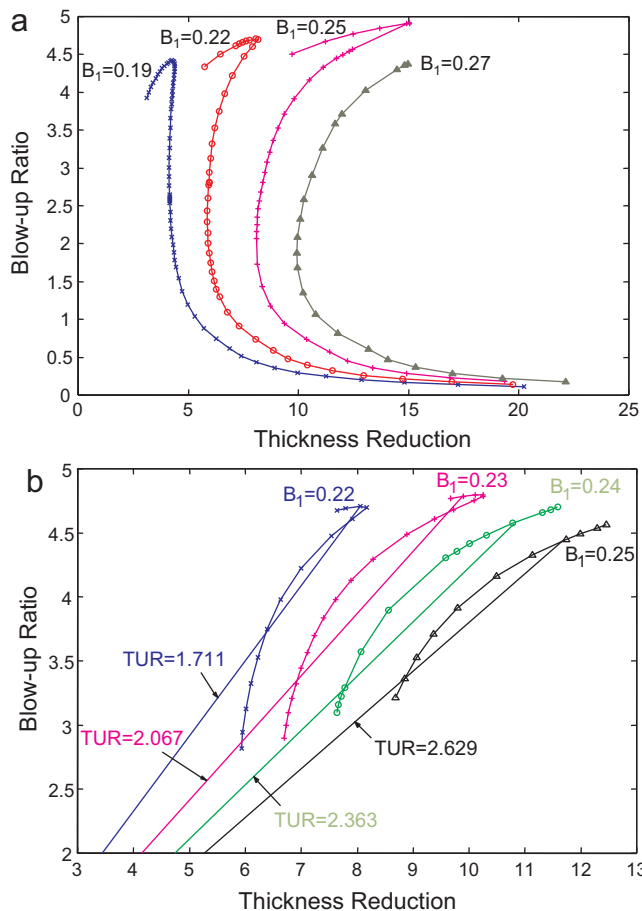 a
5
4.5
4
3.5
3
2.5
2
1.5
1
0.5
0
Blow-up Ratio
B1=0.19
B1=0.22
B1=0.25
B1=0.27
0 5 10 15 20 25
Thickness Reduction
b
5
4.5
4
3.5
3
2.5
2
Blow-up Ratio
B1=0.22
B1=0.23
B1=0.24
B1=0.25
TUR=1.711
TUR=2.067
TUR=2.629
TUR=2.363
3 4 5 6 7 8 9 10 11 12 13
Thickness Reduction